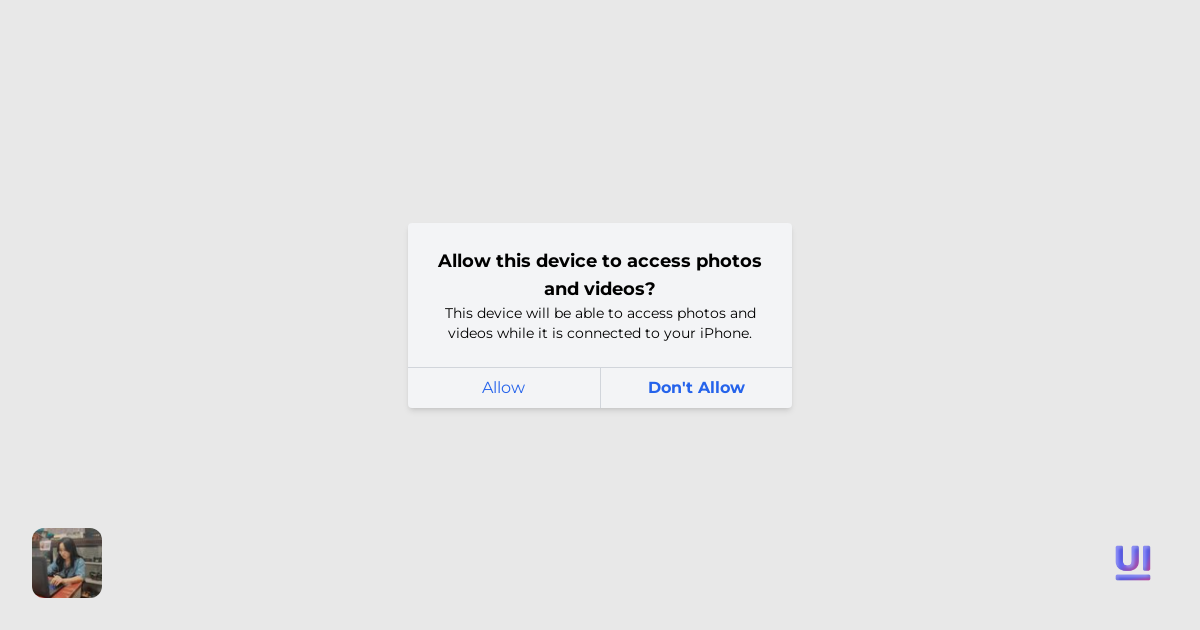 Allow this device to access photos
and videos?
This device will be able to access photos and
videos while it is connected to your iPhone.
Allow
Don't Allow
UI